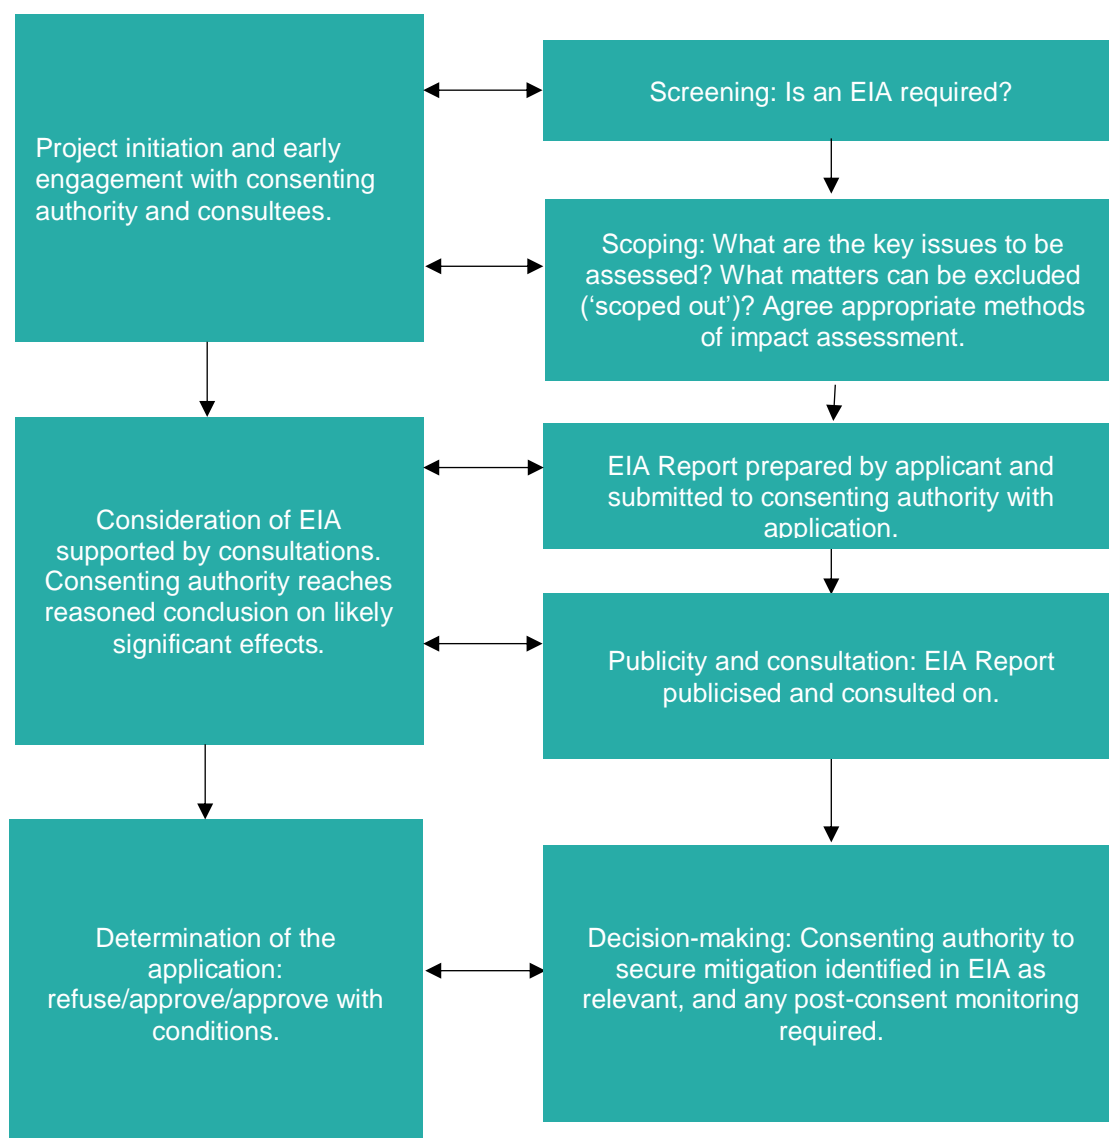 Project initiation and early
engagement with consenting
authority and consultees.
Screening: Is an EIA required?
Scoping: What are the key issues to be
assessed? What matters can be excluded
(‘scoped out’)? Agree appropriate methods
of impact assessment.
Consideration of EIA
supported by consultations.
Consenting authority reaches
reasoned conclusion on likely
significant effects.
EIA Report prepared by applicant and
submitted to consenting authority with
application.
Publicity and consultation: EIA Report
publicised and consulted on.
Determination of the
application:
refuse/approve/approve with
conditions.
Decision-making: Consenting authority to
secure mitigation identified in EIA as
relevant, and any post-consent monitoring
required.